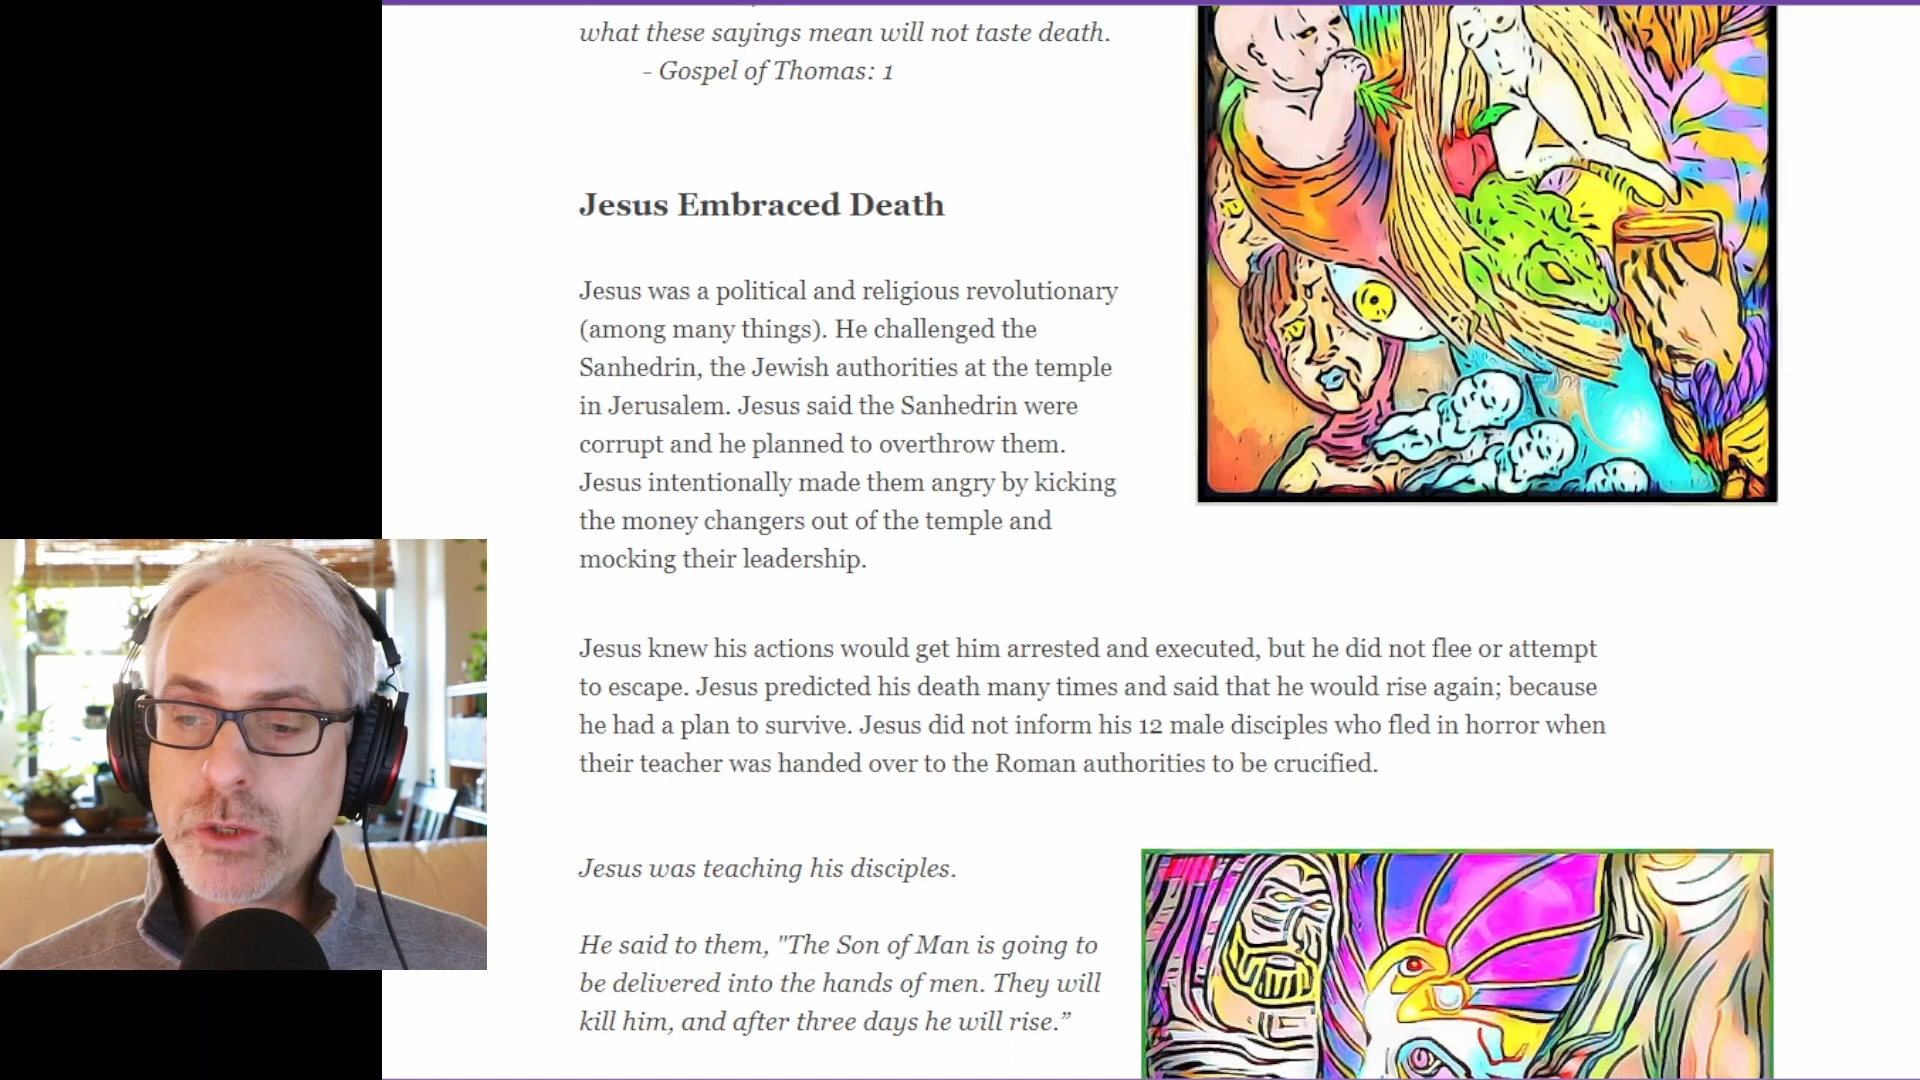 what these sayings mean will not taste death.
- Gospel of Thomas: 1
Jesus Embraced Death
Jesus was a political and religious revolutionary
(among many things). He challenged the
Sanhedrin, the Jewish authorities at the temple
in Jerusalem. Jesus said the Sanhedrin were
corrupt and he planned to overthrow them.
Jesus intentionally made them angry by kicking
the money changers out of the temple and
mocking their leadership.
Jesus knew his actions would get him arrested and executed, but he did not flee or attempt
to escape. Jesus predicted his death many times and said that he would rise again; because
he had a plan to survive. Jesus did not inform his 12 male disciples who fled in horror when
their teacher was handed over to the Roman authorities to be crucified.
Jesus was teaching his disciples.
He said to them, "The Son of Man is going to
be delivered into the hands of men. They will
kill him, and after three days he will rise.”